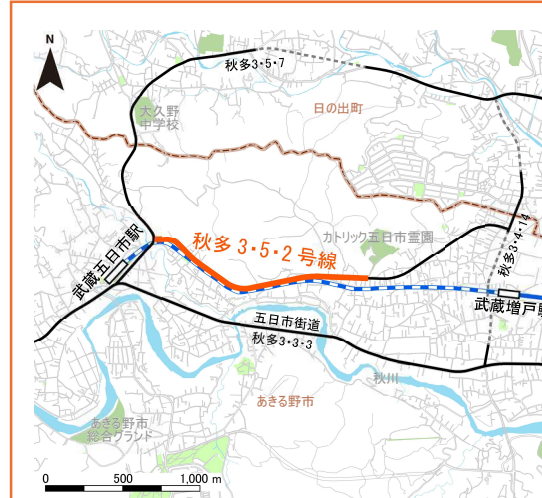 N
秋多3・5・7
大久野
中学校
日の出町
秋多3・4・14
カトリック五日市霊園
秋多 3・5・2 号線
武蔵五日市駅
武蔵増戸駅
五日市街道
秋多3・3・3
秋川
あきる野市
あきる野市
総合グランド
0 500 1,000 m